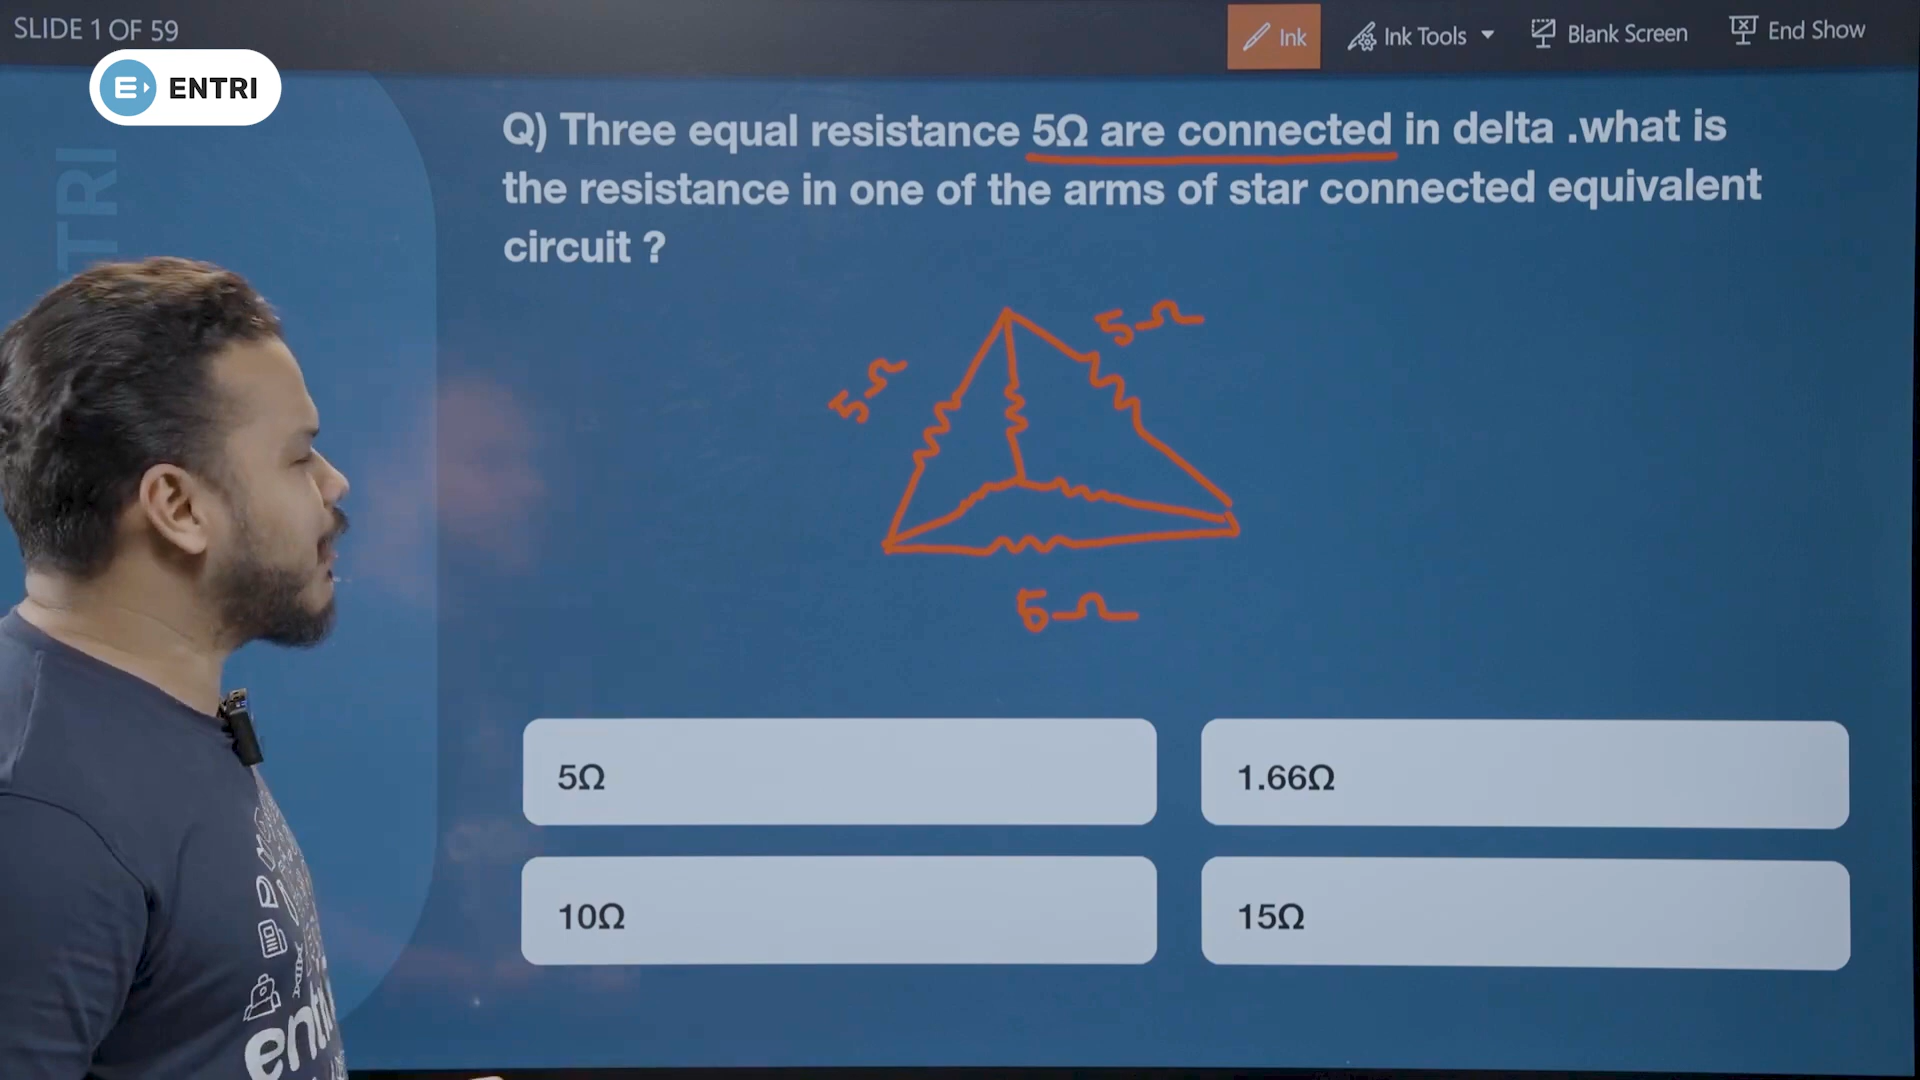 SLIDE 1 OF 59
Ink
Ink Tools
Blank Screen
End Show
ENTRI
TRI
Q) Three equal resistance 5Ω are connected in delta .what is
the resistance in one of the arms of star connected equivalent
circuit ?
5Ω
5Ω
5Ω
5Ω
1.66Ω
10Ω
15Ω
entri